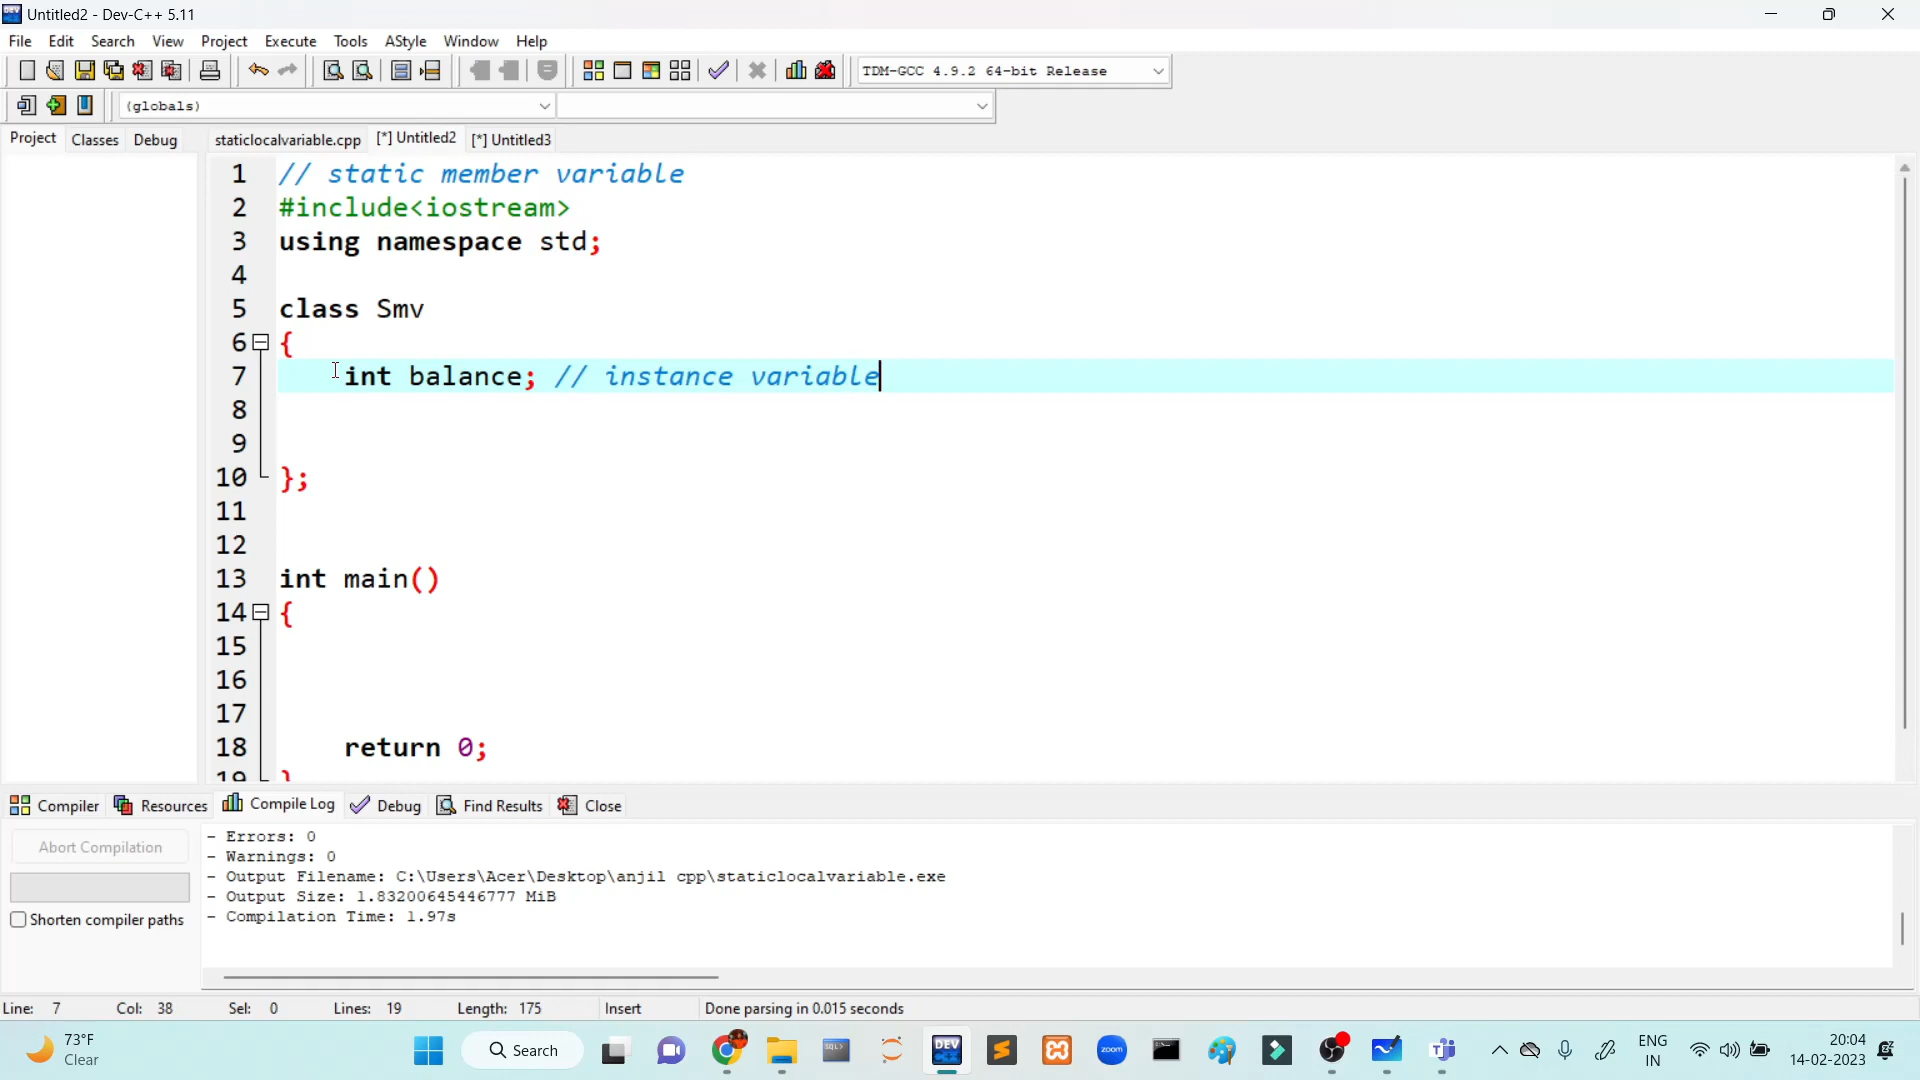 Untitled2 - Dev-C++ 5.11
File Edit Search View Project Execute Tools AStyle Window Help
TDM-GCC 4.9.2 64-bit Release
(globals)
Project Classes Debug staticlocalvariable.cpp [*] Untitled2 [*] Untitled3
1 // static member variable
2 #include<iostream>
3 using namespace std;
4
5 class Smv
6 {
7 int balance; // instance variable
8
9
10 };
11
12
13 int main()
14 {
15
16
17
18 return 0;
19 }
Compiler Resources Compile Log Debug Find Results Close
Abort Compilation
Shorten compiler paths
- Errors: 0
- Warnings: 0
- Output Filename: C:\Users\Acer\Desktop\anjil cpp\staticlocalvariable.exe
- Output Size: 1.83200645446777 MiB
- Compilation Time: 1.97s
Line: 7 Col: 38 Sel: 0 Lines: 19 Length: 175 Insert Done parsing in 0.015 seconds
73°F
Clear
Search
SQL>
DEV
zoom
ENG
IN
20:04
14-02-2023